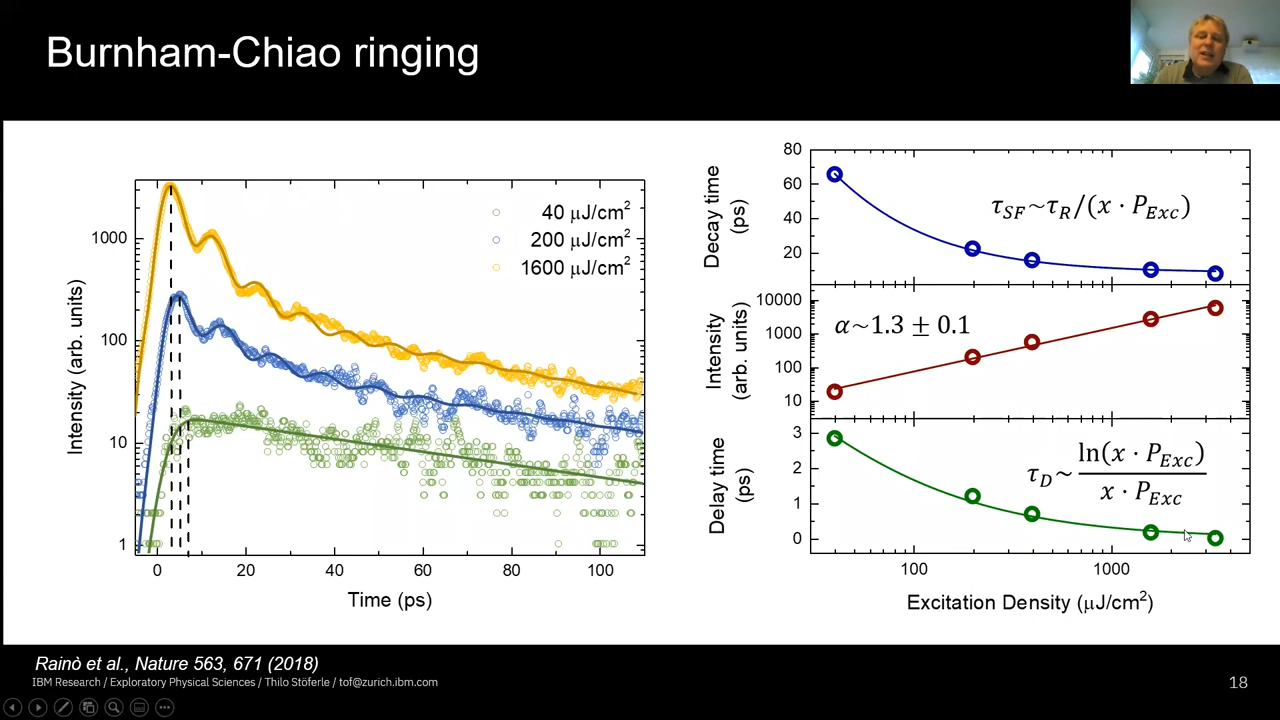 Burnham-Chiao ringing
40 μJ/cm²
200 μJ/cm²
1600 μJ/cm²
1000
100
10
1
0
20
40
60
80
100
Intensity (arb. units)
Time (ps)
80
60
40
20
Decay time
(ps)
τ_SF~τ_R/(x · P_Exc)
10000
1000
100
10
Intensity
(arb. units)
α~1.3 ± 0.1
3
2
1
0
Delay time
(ps)
τ_D~ ln(x · P_Exc) / x · P_Exc
100
1000
Excitation Density (μJ/cm²)
Rainò et al., Nature 563, 671 (2018)
IBM Research / Exploratory Physical Sciences / Thilo Stöferle / tof@zurich.ibm.com
18